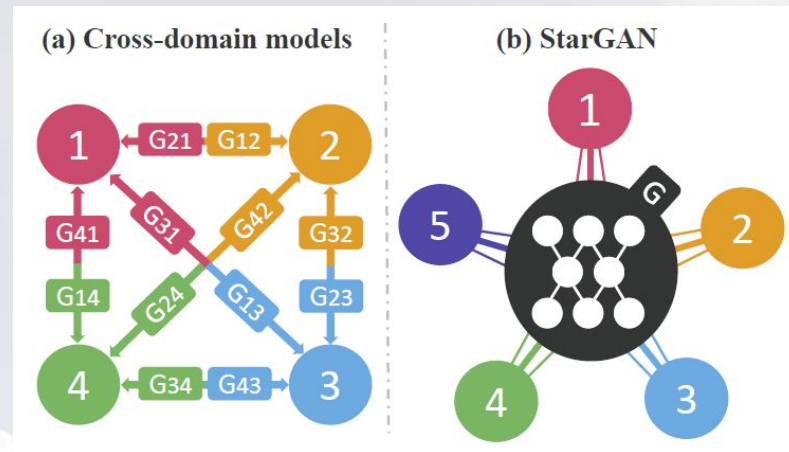 (a) Cross-domain models
1
G21
G12
2
G41
G31
G42
G32
G14
G24
G13
G23
4
G34
G43
3
(b) StarGAN
1
G
5
2
4
3